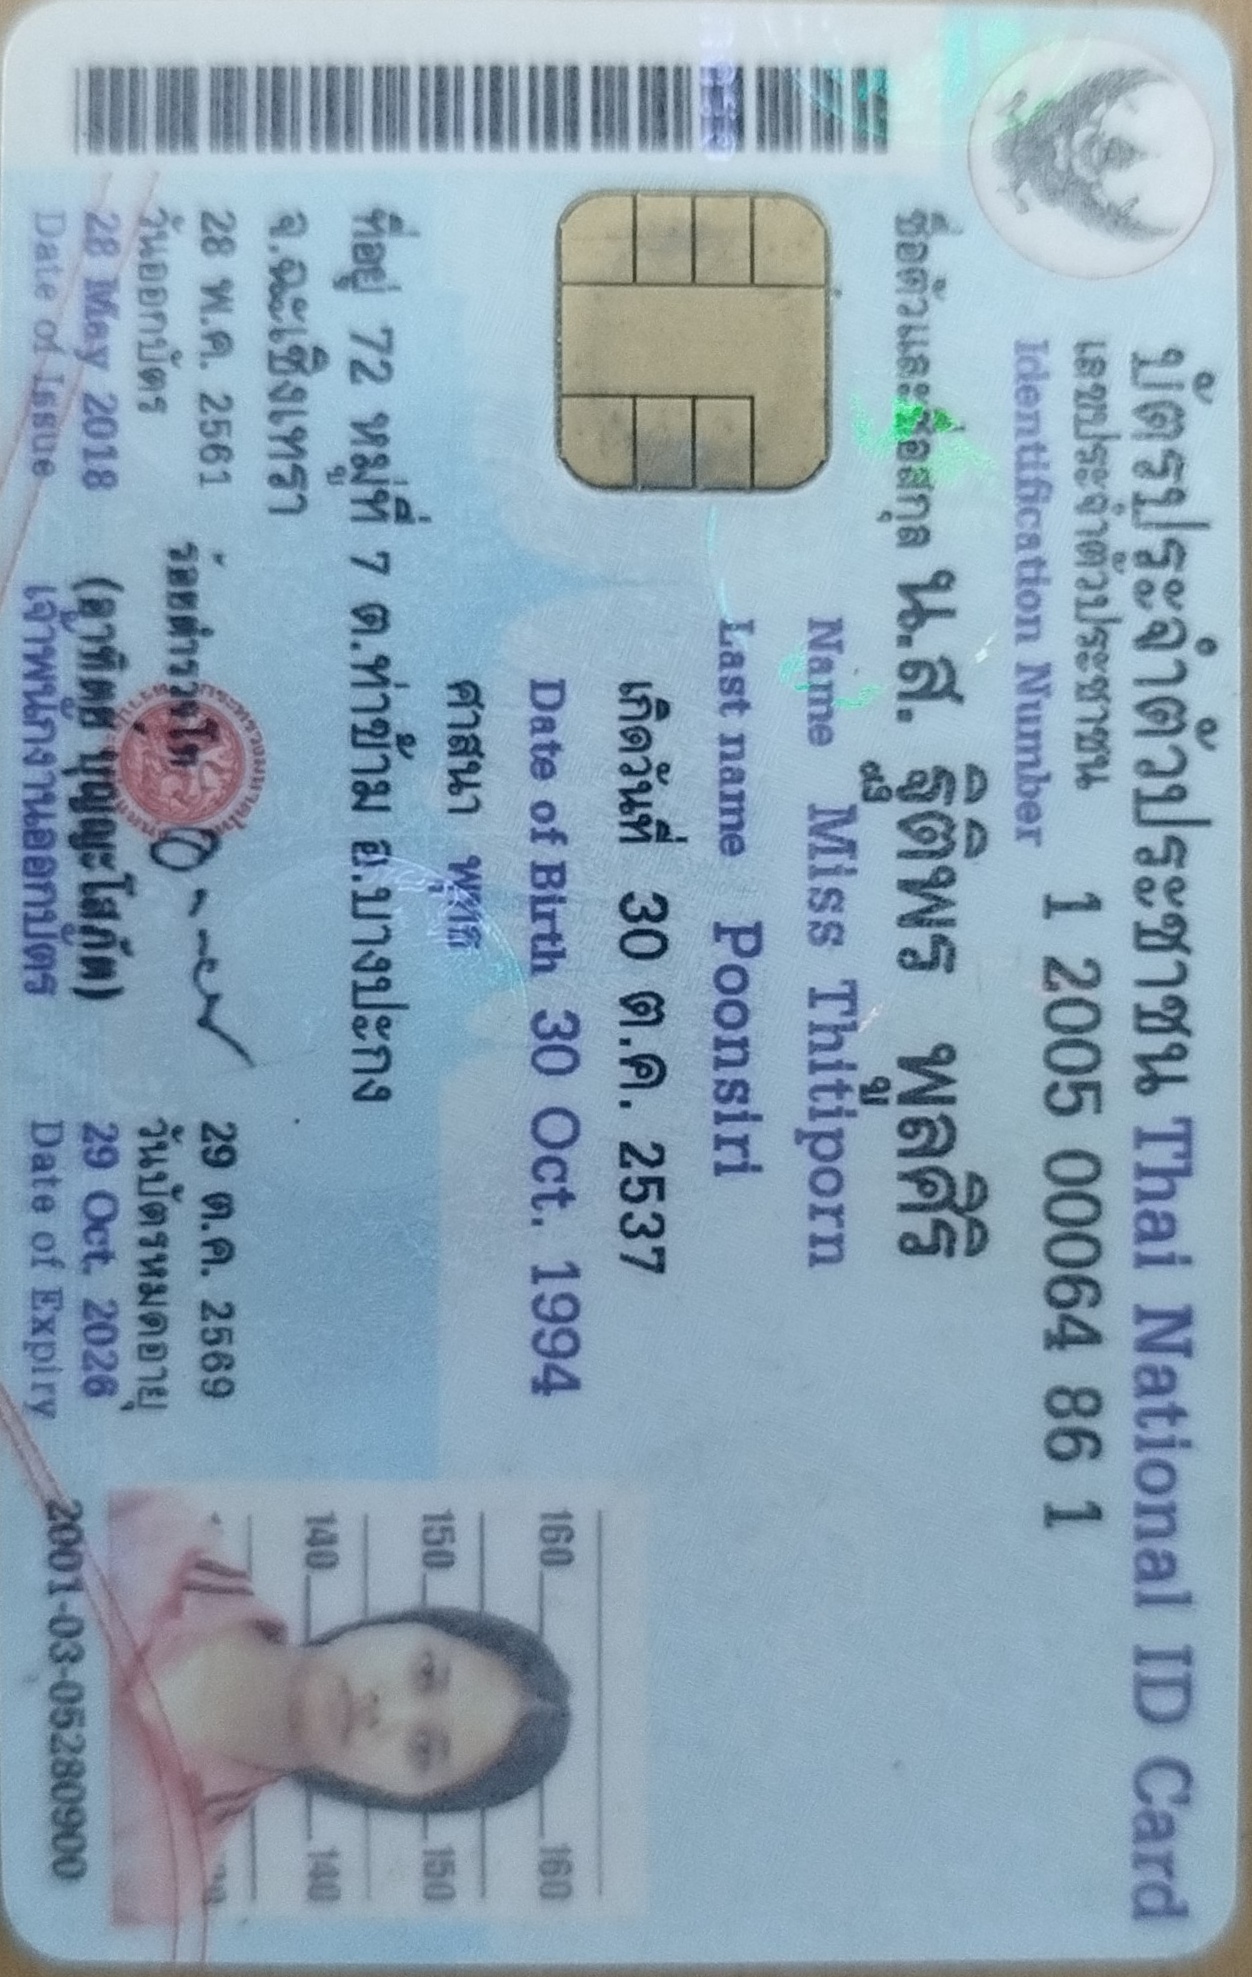 บัตรประจำตัวประชาชน Thai National ID Card
เลขประจำตัวประชาชน 1 2005 00064 86 1
Identification Number
ชื่อตัวและชื่อสกุล น.ส. ฐิติพร พูลศิริ
Name Miss Thitiporn
Last name Poonsiri
เกิดวันที่ 30 ต.ค. 2537
Date of Birth 30 Oct. 1994
ศาสนา พุทธ
ที่อยู่ 72 หมู่ที่ 7 ต.ท่าข้าม อ.บางปะกง
จ.ฉะเชิงเทรา
28 พ.ค. 2561
วันออกบัตร
28 May 2018
Date of Issue
ร้อยตำรวจโท
เจ้าพนักงานออกบัตร
29 ต.ค. 2569
วันบัตรหมดอายุ
29 Oct. 2026
Date of Expiry
160 160
150 150
140 140
2001-03-05280900